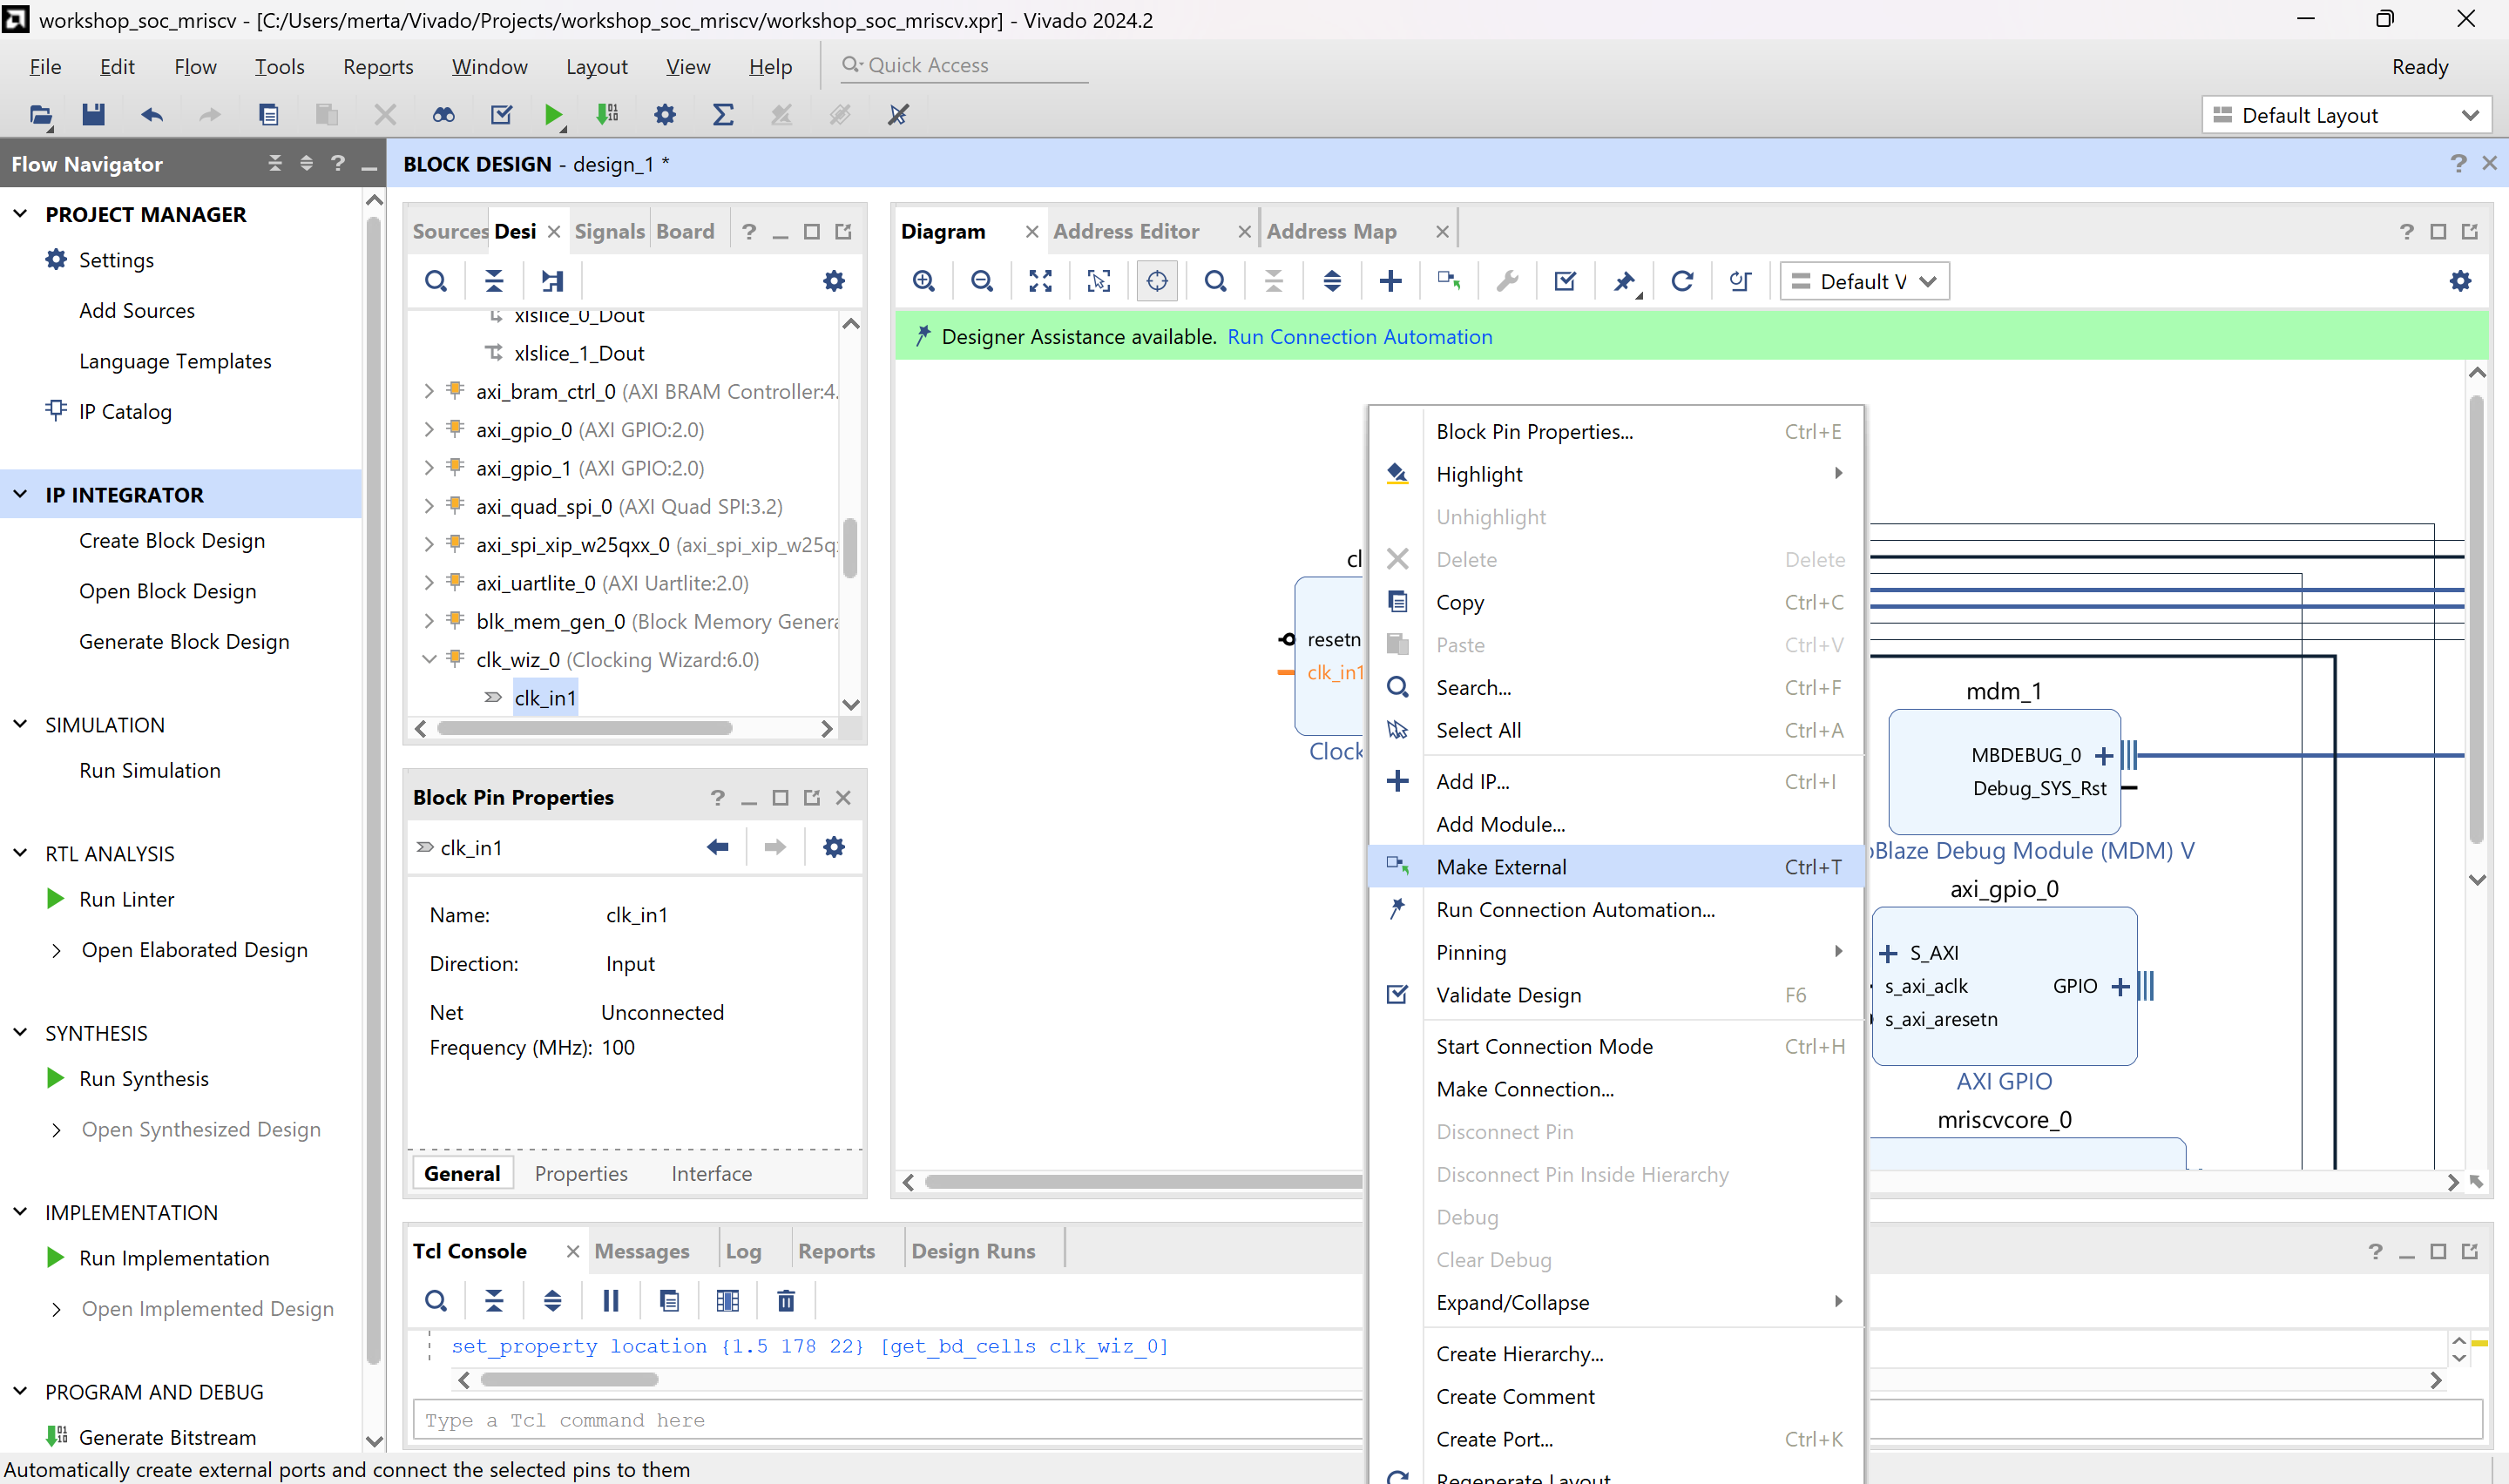 workshop_soc_mriscv - [C:/Users/merta/Vivado/Projects/workshop_soc_mriscv/workshop_soc_mriscv.xpr] - Vivado 2024.2
File Edit Flow Tools Reports Window Layout View Help Quick Access Ready
Default Layout
Flow Navigator ?
BLOCK DESIGN - design_1 * ?
PROJECT MANAGER
Settings
Add Sources
Language Templates
IP Catalog
IP INTEGRATOR
Create Block Design
Open Block Design
Generate Block Design
SIMULATION
Run Simulation
RTL ANALYSIS
Run Linter
Open Elaborated Design
SYNTHESIS
Run Synthesis
Open Synthesized Design
IMPLEMENTATION
Run Implementation
Open Implemented Design
PROGRAM AND DEBUG
Generate Bitstream
Sources Desi Signals Board ?
xlslice_0_Dout
xlslice_1_Dout
axi_bram_ctrl_0 (AXI BRAM Controller:4.
axi_gpio_0 (AXI GPIO:2.0)
axi_gpio_1 (AXI GPIO:2.0)
axi_quad_spi_0 (AXI Quad SPI:3.2)
axi_spi_xip_w25qxx_0 (axi_spi_xip_w25q
axi_uartlite_0 (AXI Uartlite:2.0)
blk_mem_gen_0 (Block Memory Genera
clk_wiz_0 (Clocking Wizard:6.0)
clk_in1
Block Pin Properties ?
clk_in1
Name: clk_in1
Direction: Input
Net Unconnected
Frequency (MHz): 100
General Properties Interface
Diagram Address Editor Address Map ?
Default V
Designer Assistance available. Run Connection Automation
cl
resetn
clk_in1
Clock
Block Pin Properties... Ctrl+E
Highlight
Unhighlight
Delete Delete
Copy Ctrl+C
Paste Ctrl+V
Search... Ctrl+F
Select All Ctrl+A
Add IP... Ctrl+I
Add Module...
Make External Ctrl+T
Run Connection Automation...
Pinning
Validate Design F6
Start Connection Mode Ctrl+H
Make Connection...
Disconnect Pin
Disconnect Pin Inside Hierarchy
Debug
Clear Debug
Expand/Collapse
Create Hierarchy...
Create Comment
Create Port... Ctrl+K
Regenerate Layout
mdm_1
MBDEBUG_0
Debug_SYS_Rst
oBlaze Debug Module (MDM) V
axi_gpio_0
S_AXI
s_axi_aclk GPIO
s_axi_aresetn
AXI GPIO
mriscvcore_0
Tcl Console Messages Log Reports Design Runs ?
set_property location {1.5 178 22} [get_bd_cells clk_wiz_0]
Type a Tcl command here
Automatically create external ports and connect the selected pins to them